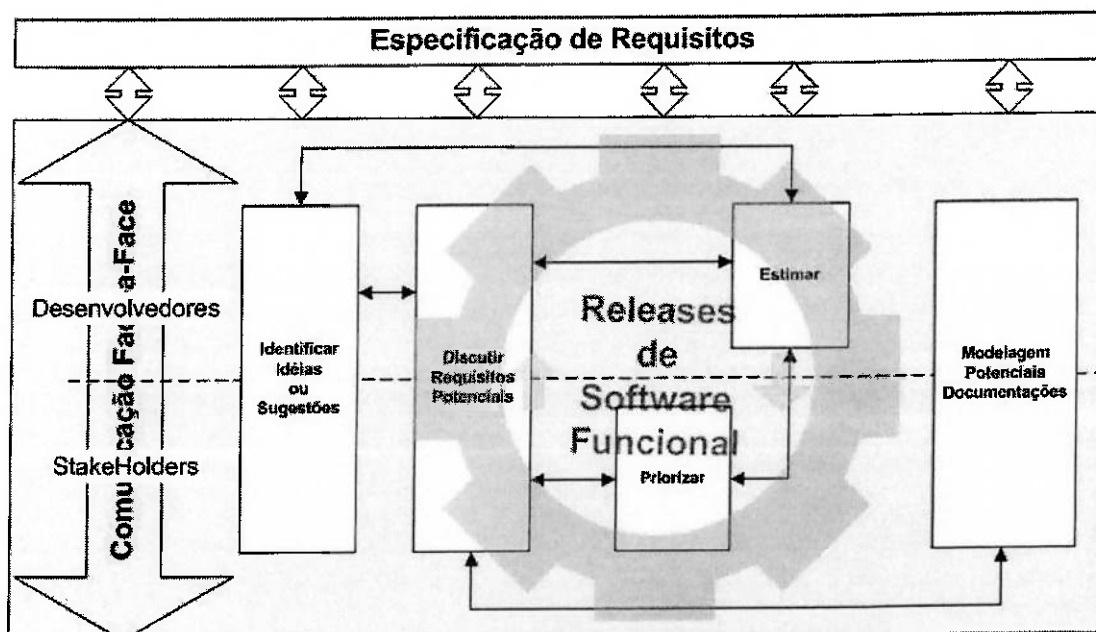 Especificação de Requisitos
Comunicação Face-a-Face
Desenvolvedores
StakeHolders
Identificar
Idéias
ou
Sugestões
Discutir
Requisitos
Potenciais
Releases
de
Software
Funcional
Estimar
Priorizar
Modelagem
Potenciais
Documentações